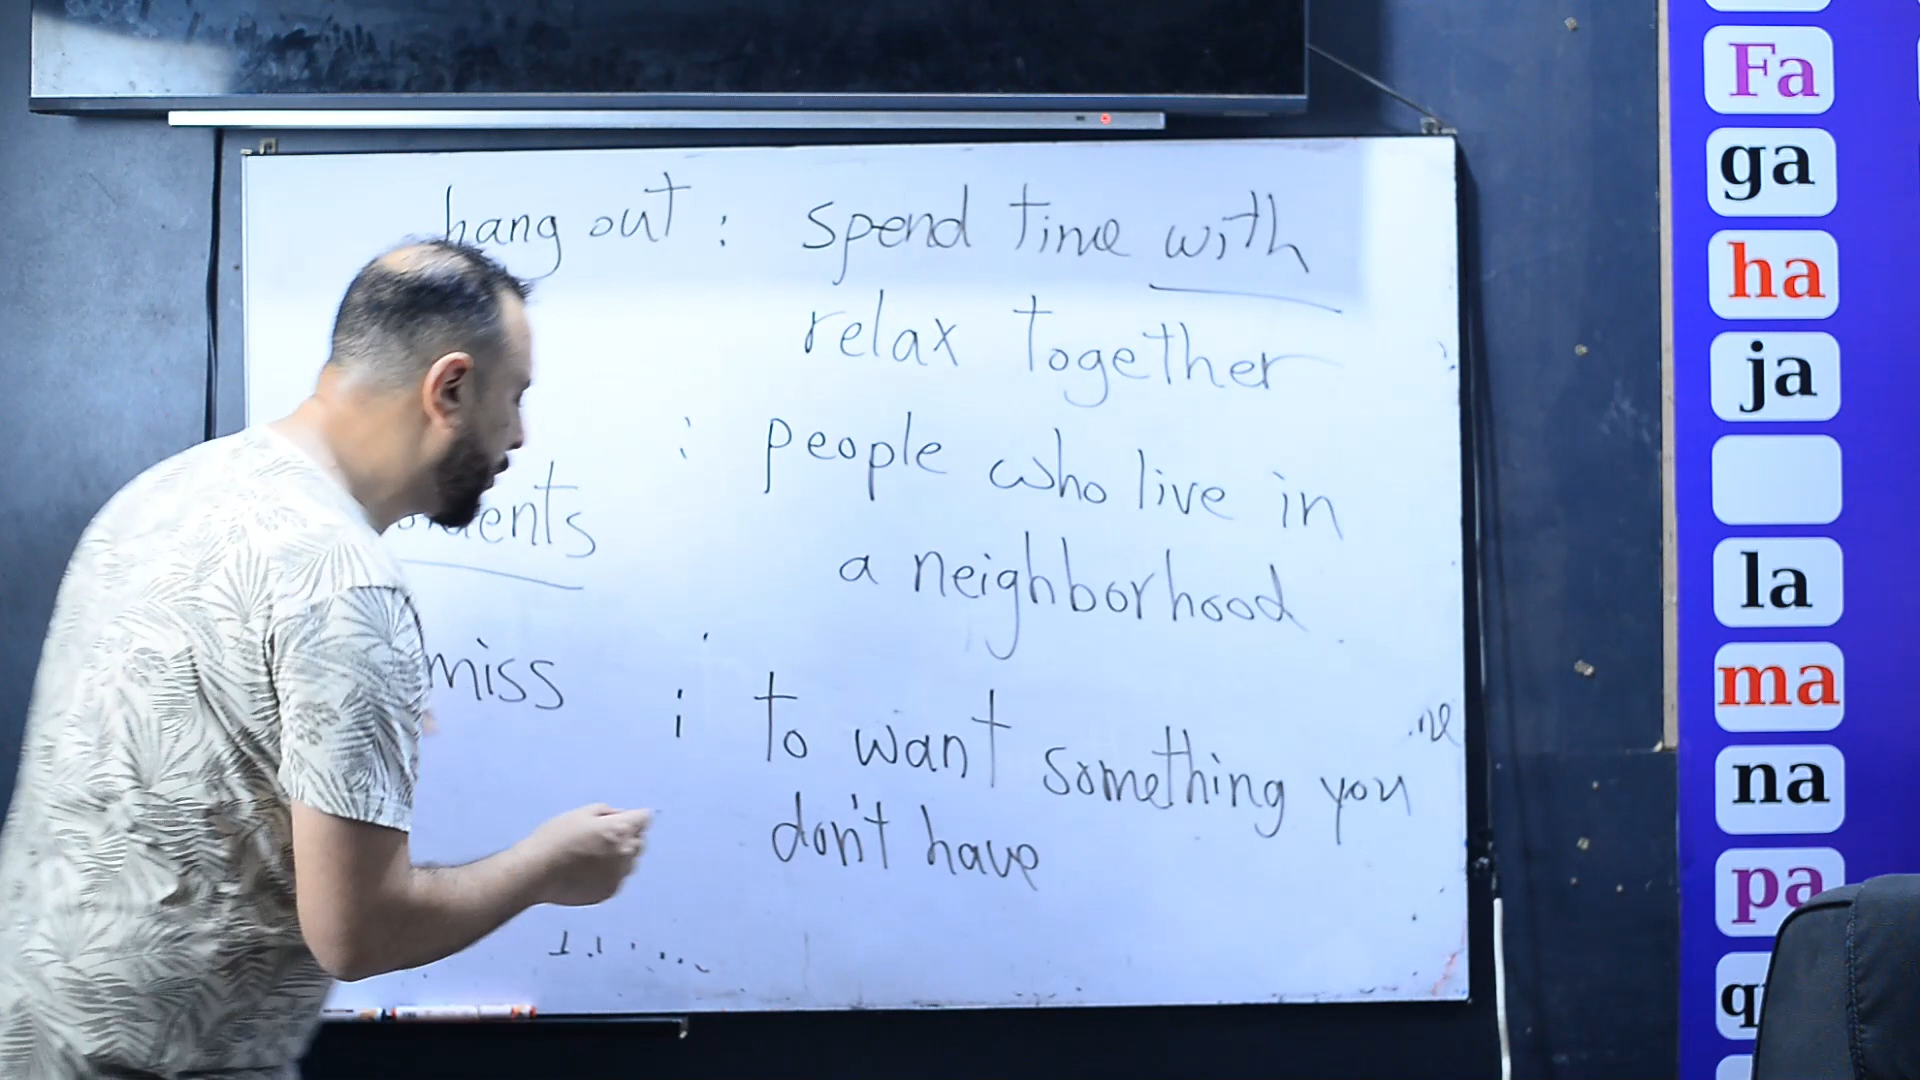 hang out : spend time with
relax together
: people who live in
a neighborhood
miss : to want something you
don't have
Fa
ga
ha
ja
la
ma
na
pa